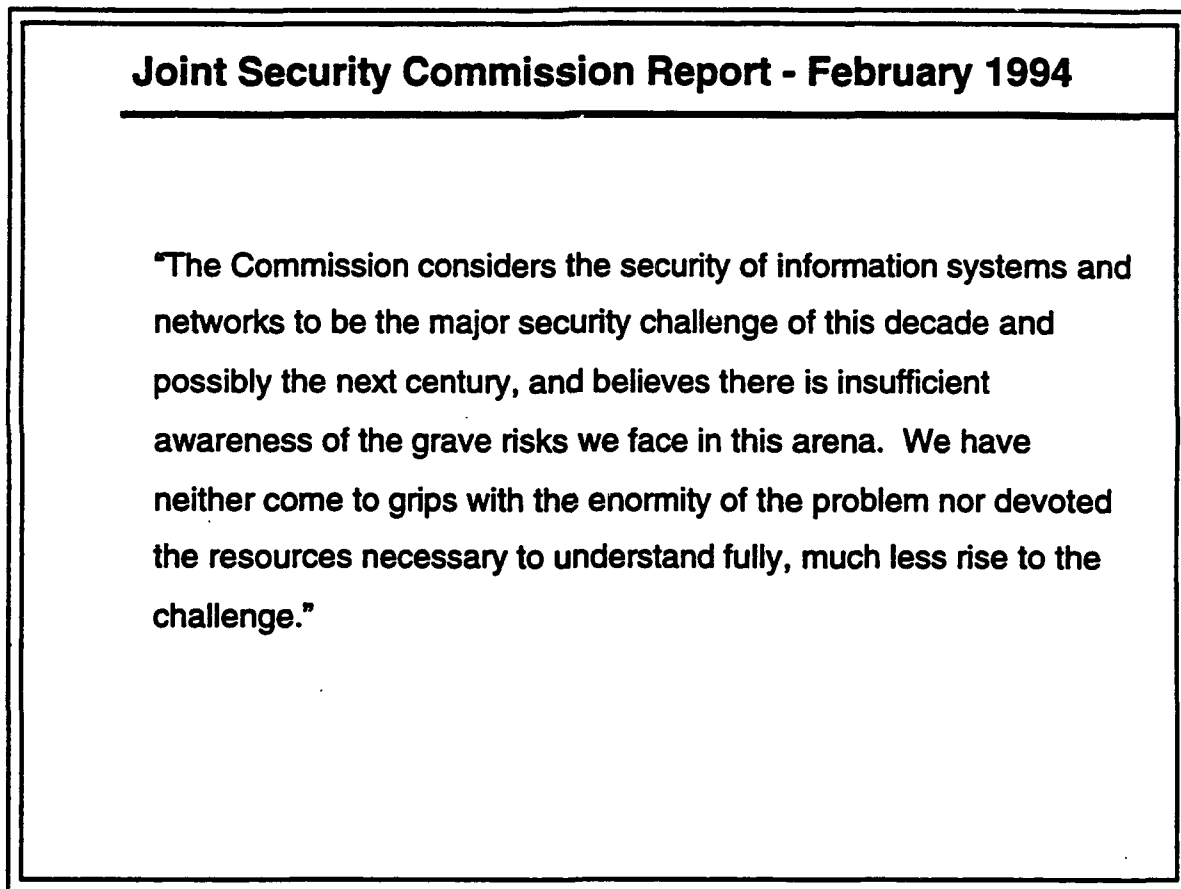 Joint Security Commission Report - February 1994
"The Commission considers the security of information systems and
networks to be the major security challenge of this decade and
possibly the next century, and believes there is insufficient
awareness of the grave risks we face in this arena. We have
neither come to grips with the enormity of the problem nor devoted
the resources necessary to understand fully, much less rise to the
challenge."